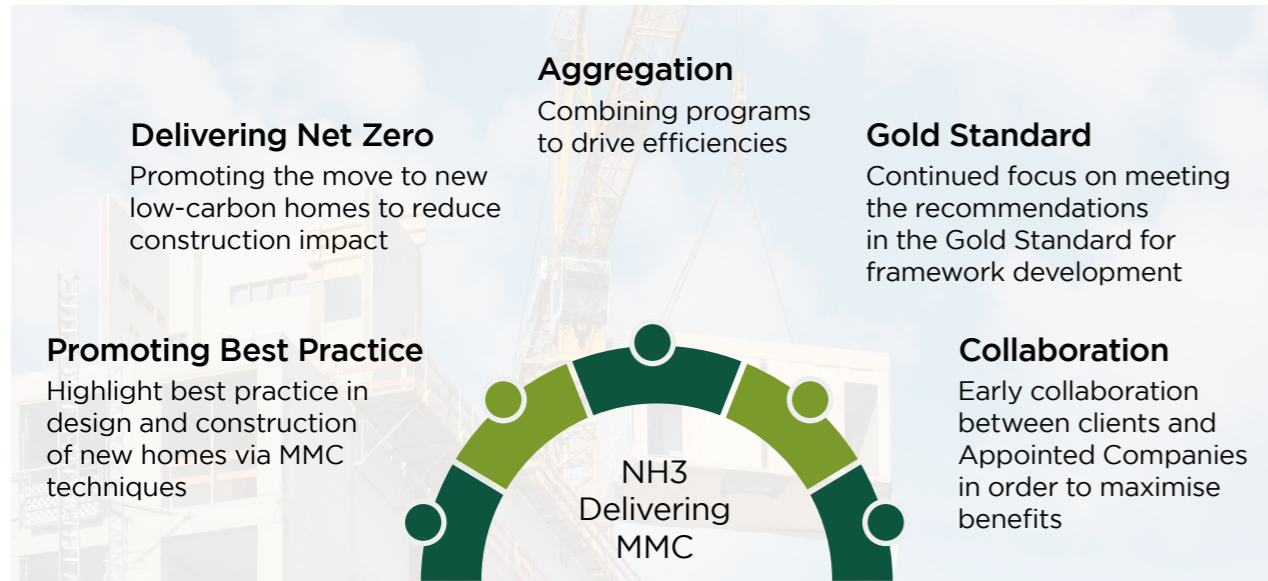 Aggregation
Combining programs
to drive efficiencies
Delivering Net Zero
Promoting the move to new
low-carbon homes to reduce
construction impact
Gold Standard
Continued focus on meeting
the recommendations
in the Gold Standard for
framework development
Promoting Best Practice
Highlight best practice in
design and construction
of new homes via MMC
techniques
Collaboration
Early collaboration
between clients and
Appointed Companies
in order to maximise
benefits
NH3
Delivering
MMC